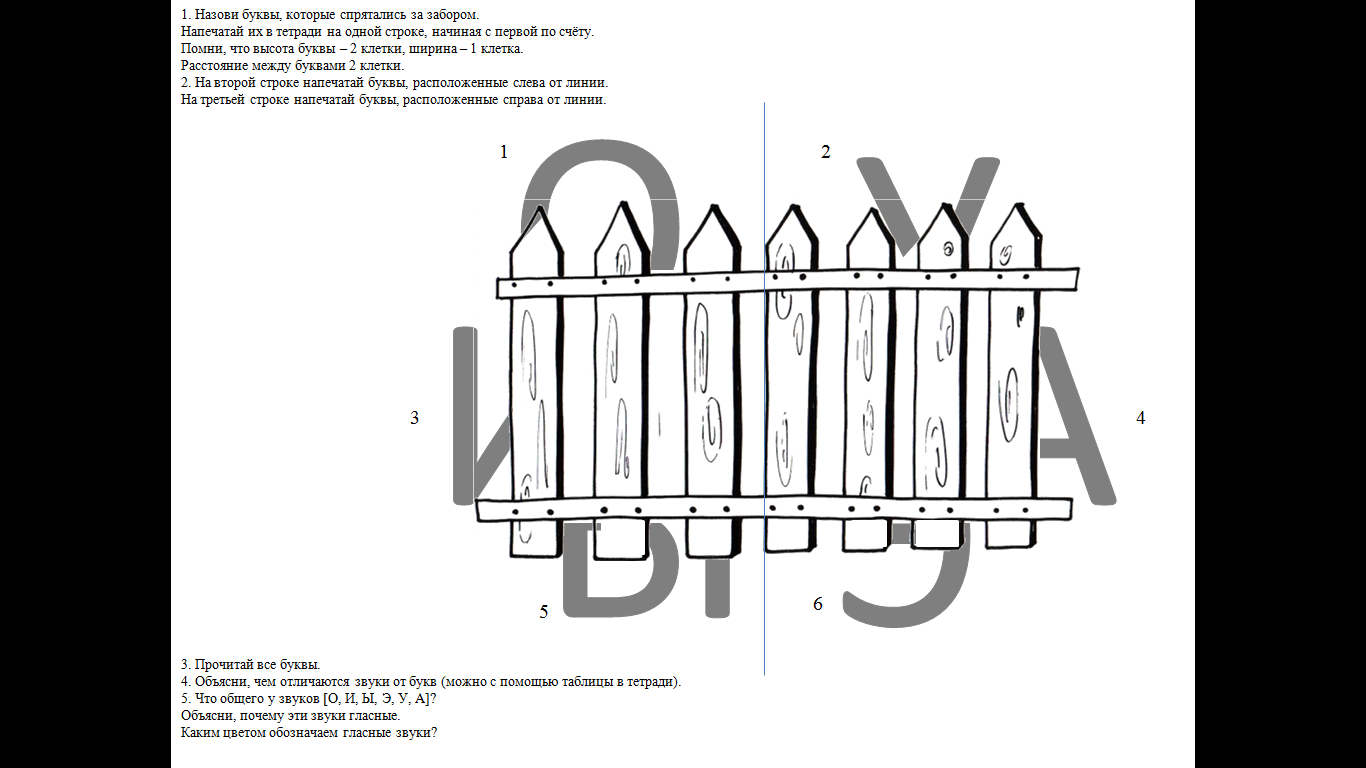 1. Назови буквы, которые спрятались за забором.
Напечатай их в тетради на одной строке, начиная с первой по счёту.
Помни, что высота буквы – 2 клетки, ширина – 1 клетка.
Расстояние между буквами 2 клетки.
2. На второй строке напечатай буквы, расположенные слева от линии.
На третьей строке напечатай буквы, расположенные справа от линии.
1 О
2 У
3 И
А 4
5 Ы
6 Э
3. Прочитай все буквы.
4. Объясни, чем отличаются звуки от букв (можно с помощью таблицы в тетради).
5. Что общего у звуков [О, И, Ы, Э, У, А]?
Объясни, почему эти звуки гласные.
Каким цветом обозначаем гласные звуки?